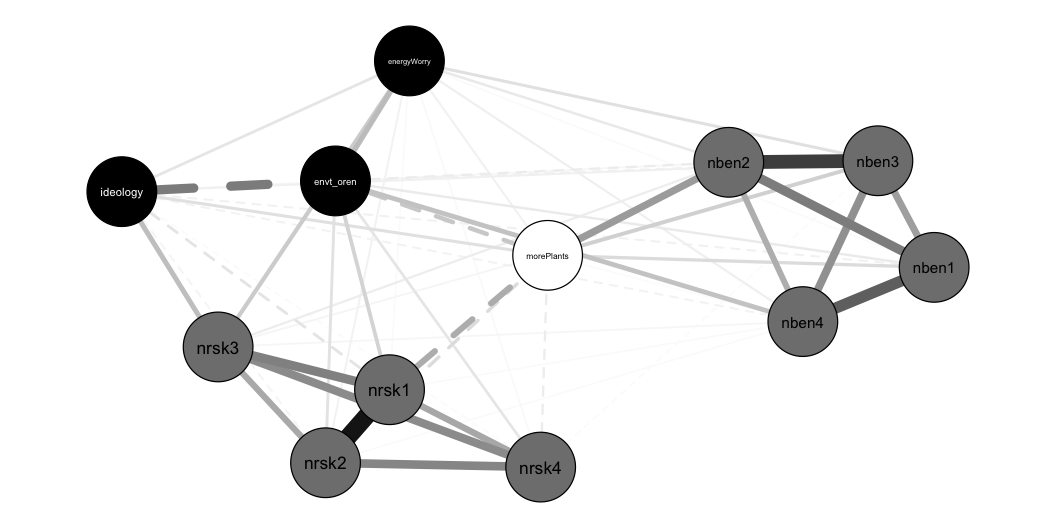 energyWorry
nben2
nben3
envt_oren
ideology
morePlants
nben1
nben4
nrsk3
nrsk1
nrsk2
nrsk4